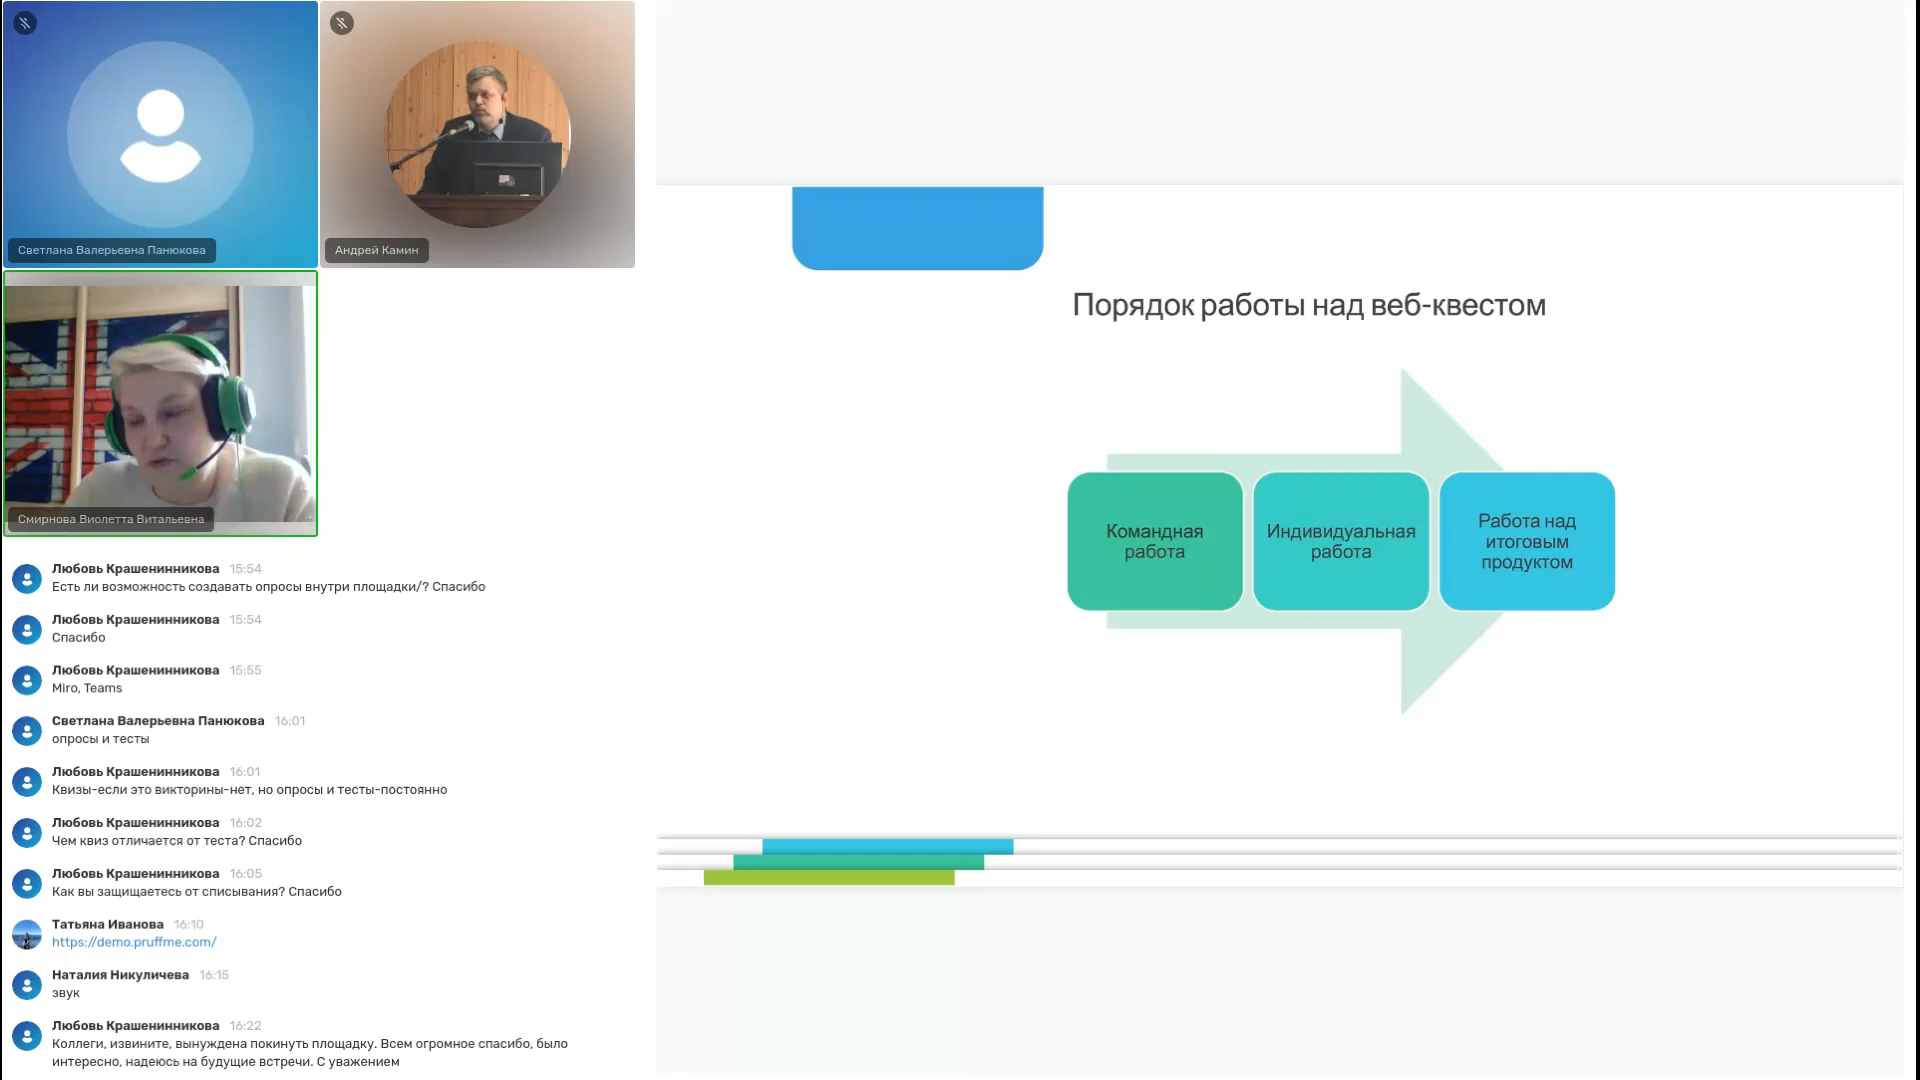 Светлана Валерьевна Панюкова
Андрей Камин
Смирнова Виолетта Витальевна
Любовь Крашенинникова 15:54
Есть ли возможность создавать опросы внутри площадки/? Спасибо
Любовь Крашенинникова 15:54
Спасибо
Любовь Крашенинникова 15:55
Miro, Teams
Светлана Валерьевна Панюкова 16:01
опросы и тесты
Любовь Крашенинникова 16:01
Квизы-если это викторины-нет, но опросы и тесты-постоянно
Любовь Крашенинникова 16:02
Чем квиз отличается от теста? Спасибо
Любовь Крашенинникова 16:05
Как вы защищаетесь от списывания? Спасибо
Татьяна Иванова 16:10
https://demo.pruffme.com/
Наталия Никуличева 16:15
звук
Любовь Крашенинникова 16:22
Коллеги, извините, вынуждена покинуть площадку. Всем огромное спасибо, было
интересно, надеюсь на будущие встречи. С уважением
Порядок работы над веб-квестом
Командная
работа
Индивидуальная
работа
Работа над
итоговым
продуктом